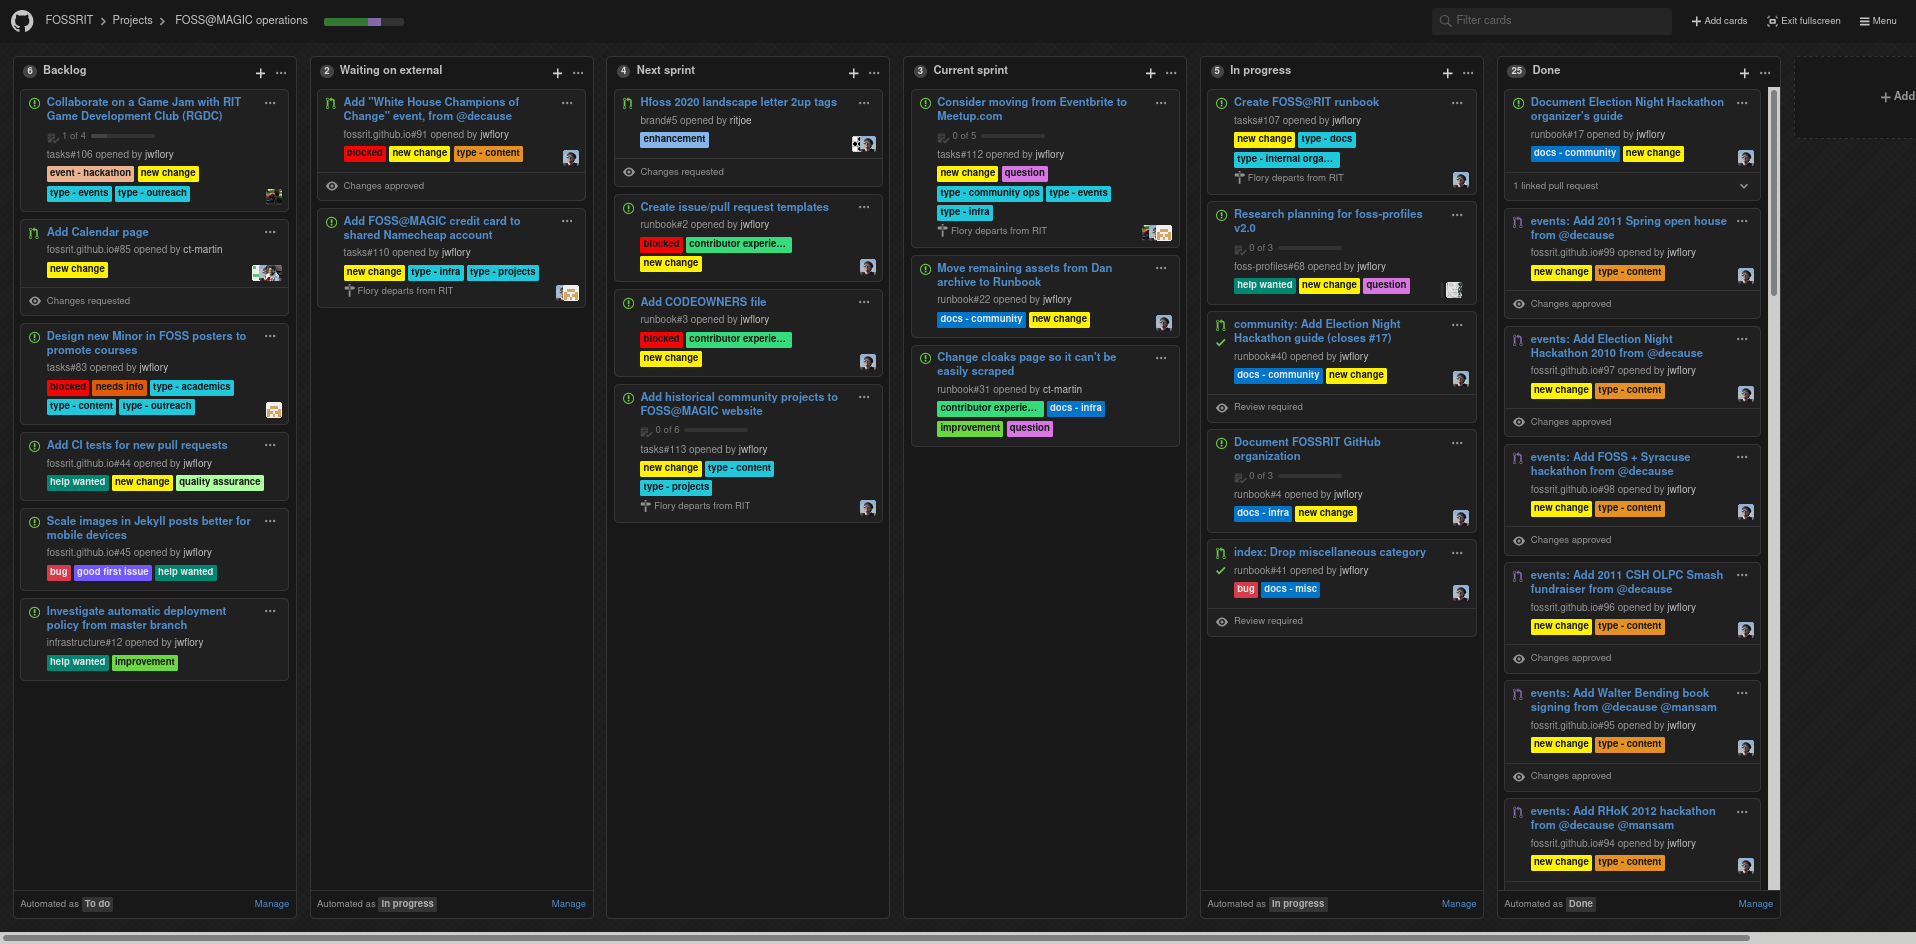 FOSSRIT
Projects
FOSS@MAGIC operations
Filter cards
Add cards
Exit fullscreen
Menu
6 Backlog
Collaborate on a Game Jam with RIT
Game Development Club (RGDC)
1 of 4
tasks#106 opened by jwflory
event - hackathon new change
type - events type - outreach
Add Calendar page
fossrit.github.io#85 opened by ct-martin
new change
Changes requested
Design new Minor in FOSS posters to
promote courses
tasks#83 opened by jwflory
blocked needs info type - academics
type - content type - outreach
Add CI tests for new pull requests
fossrit.github.io#44 opened by jwflory
help wanted new change quality assurance
Scale images in Jekyll posts better for
mobile devices
fossrit.github.io#45 opened by jwflory
bug good first issue help wanted
Investigate automatic deployment
policy from master branch
infrastructure#12 opened by jwflory
help wanted improvement
Automated as To do Manage
2 Waiting on external
Add "White House Champions of
Change" event, from @decause
fossrit.github.io#91 opened by jwflory
blocked new change type - content
Changes approved
Add FOSS@MAGIC credit card to
shared Namecheap account
tasks#110 opened by jwflory
new change type - infra type - projects
Flory departs from RIT
Automated as In progress Manage
4 Next sprint
Hfoss 2020 landscape letter 2up tags
brand#5 opened by ritjoe
enhancement
Changes requested
Create issue/pull request templates
runbook#2 opened by jwflory
blocked contributor experie...
new change
Add CODEOWNERS file
runbook#3 opened by jwflory
blocked contributor experie...
new change
Add historical community projects to
FOSS@MAGIC website
0 of 6
tasks#113 opened by jwflory
new change type - content
type - projects
Flory departs from RIT
3 Current sprint
Consider moving from Eventbrite to
Meetup.com
0 of 5
tasks#112 opened by jwflory
new change question
type - community ops type - events
type - infra
Flory departs from RIT
Move remaining assets from Dan
archive to Runbook
runbook#22 opened by jwflory
docs - community new change
Change cloaks page so it can't be
easily scraped
runbook#31 opened by ct-martin
contributor experie... docs - infra
improvement question
5 In progress
Create FOSS@RIT runbook
tasks#107 opened by jwflory
new change type - docs
type - internal orga...
Flory departs from RIT
Research planning for foss-profiles
v2.0
0 of 3
foss-profiles#68 opened by jwflory
help wanted new change question
community: Add Election Night
Hackathon guide (closes #17)
runbook#40 opened by jwflory
docs - community new change
Review required
Document FOSSRIT GitHub
organization
0 of 3
runbook#4 opened by jwflory
docs - infra new change
index: Drop miscellaneous category
runbook#41 opened by jwflory
bug docs - misc
Review required
Automated as In progress Manage
25 Done
Document Election Night Hackathon
organizer's guide
runbook#17 opened by jwflory
docs - community new change
1 linked pull request
events: Add 2011 Spring open house
from @decause
fossrit.github.io#99 opened by jwflory
new change type - content
Changes approved
events: Add Election Night
Hackathon 2010 from @decause
fossrit.github.io#97 opened by jwflory
new change type - content
Changes approved
events: Add FOSS + Syracuse
hackathon from @decause
fossrit.github.io#98 opened by jwflory
new change type - content
Changes approved
events: Add 2011 CSH OLPC Smash
fundraiser from @decause
fossrit.github.io#96 opened by jwflory
new change type - content
Changes approved
events: Add Walter Bending book
signing from @decause @mansam
fossrit.github.io#95 opened by jwflory
new change type - content
Changes approved
events: Add RHoK 2012 hackathon
from @decause @mansam
fossrit.github.io#94 opened by jwflory
new change type - content
Automated as Done Manage
Add